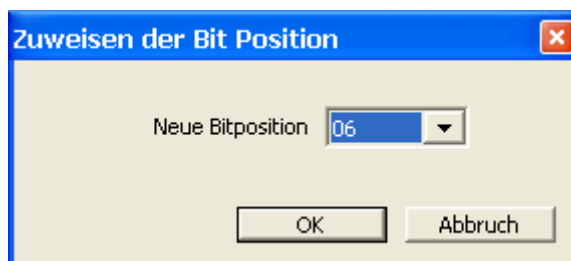 Zuweisen der Bit Position
Neue Bitposition 06
OK Abbruch